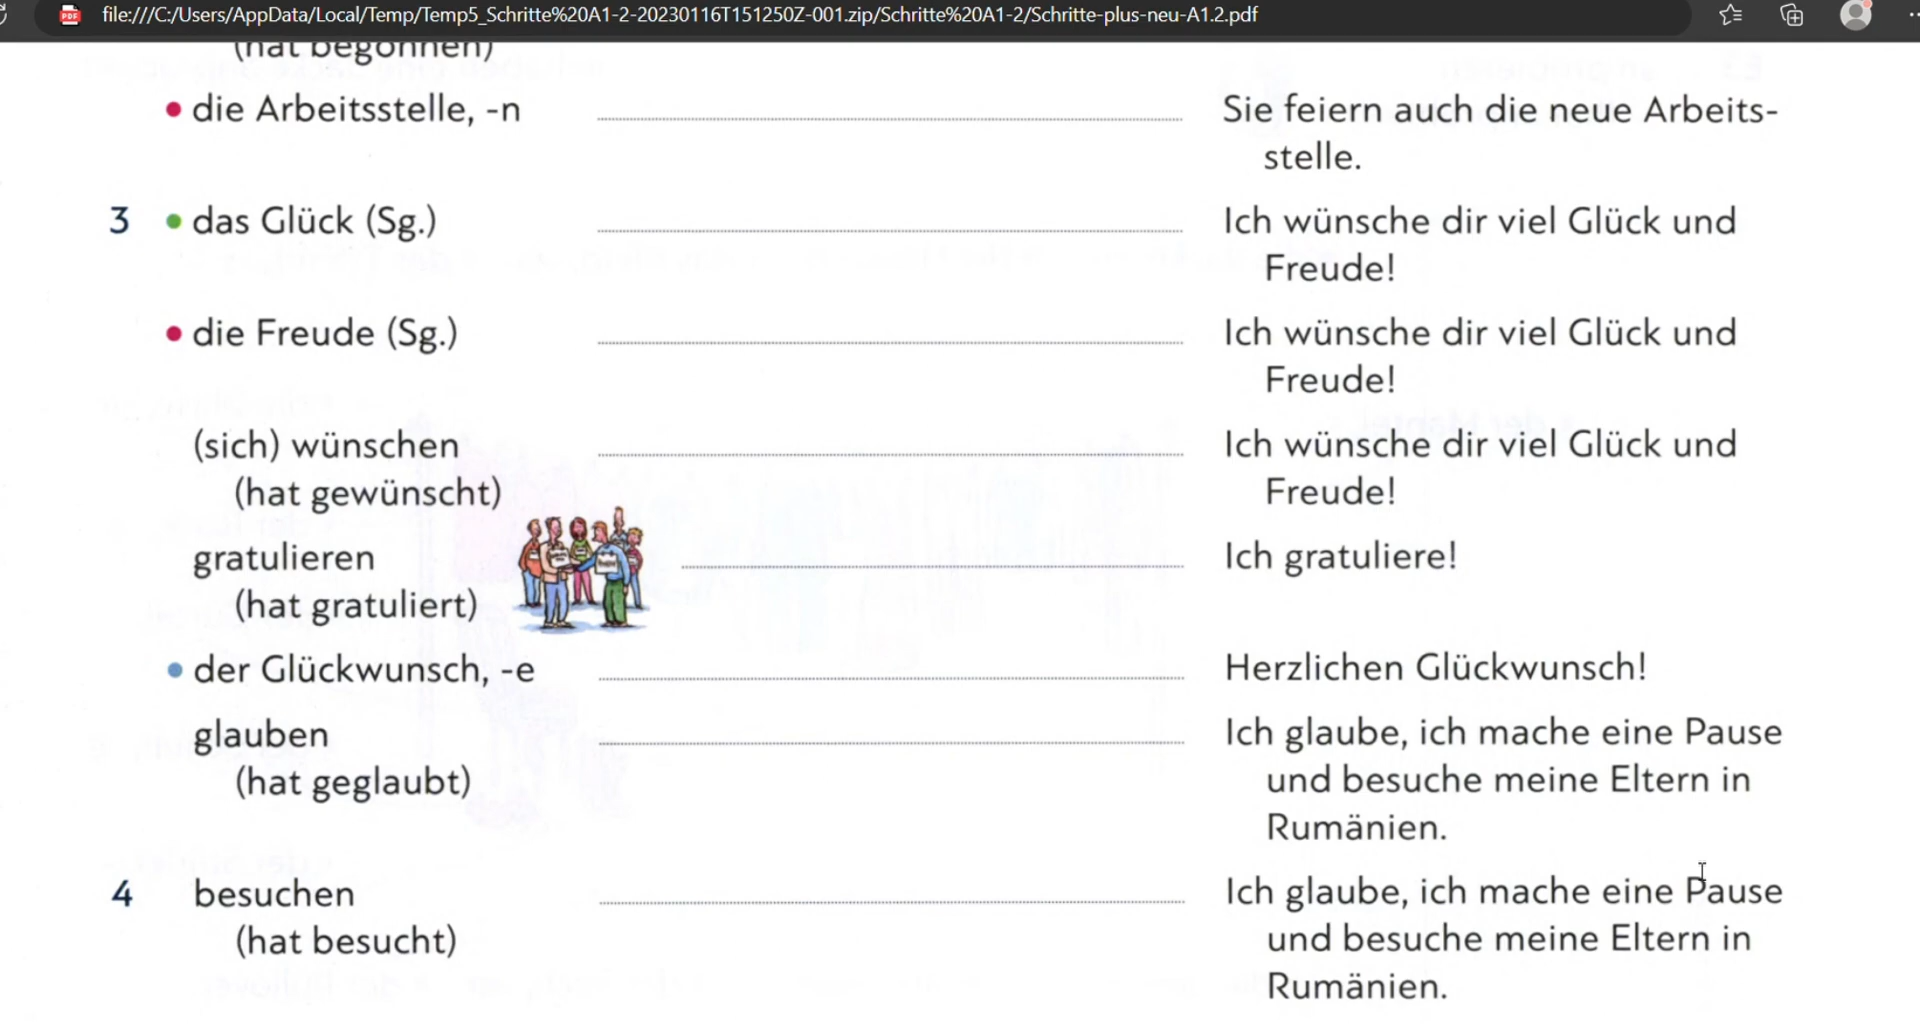 file:///C:/Users/AppData/Local/Temp/Temp5_Schritte%20A1-2-20230116T151250Z-001.zip/Schritte%20A1-2/Schritte-plus-neu-A1.2.pdf
(hat begonnen)
die Arbeitsstelle, -n
Sie feiern auch die neue Arbeits-
stelle.
3 das Glück (Sg.)
Ich wünsche dir viel Glück und
Freude!
die Freude (Sg.)
Ich wünsche dir viel Glück und
Freude!
(sich) wünschen
(hat gewünscht)
Ich wünsche dir viel Glück und
Freude!
gratulieren
(hat gratuliert)
Ich gratuliere!
der Glückwunsch, -e
Herzlichen Glückwunsch!
glauben
(hat geglaubt)
Ich glaube, ich mache eine Pause
und besuche meine Eltern in
Rumänien.
4 besuchen
(hat besucht)
Ich glaube, ich mache eine Pause
und besuche meine Eltern in
Rumänien.